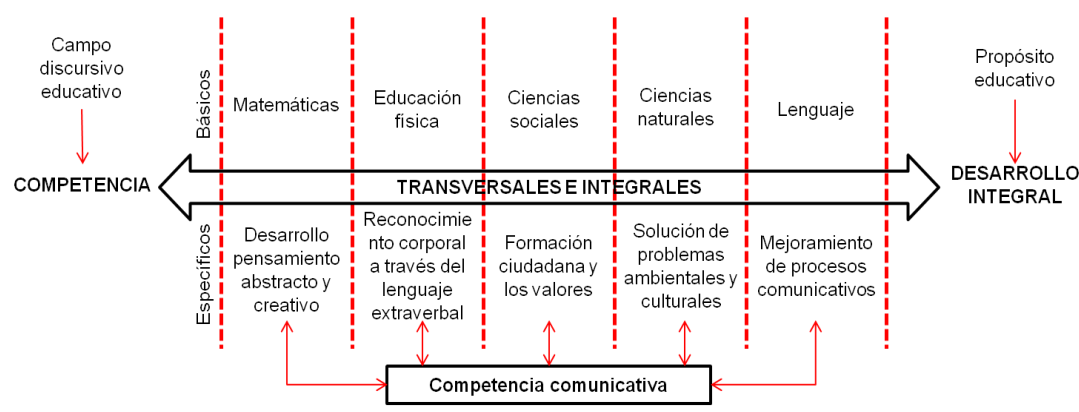 Campo
discursivo
educativo
COMPETENCIA
Básicos
Matemáticas
Educación
física
Ciencias
sociales
Ciencias
naturales
Lenguaje
Propósito
educativo
TRANSVERSALES E INTEGRALES
DESARROLLO
INTEGRAL
Específicos
Desarrollo
pensamiento
abstracto y
creativo
Reconocimie
nto corporal
a través del
lenguaje
extraverbal
Formación
ciudadana y
los valores
Solución de
problemas
ambientales y
culturales
Mejoramiento
de procesos
comunicativos
Competencia comunicativa